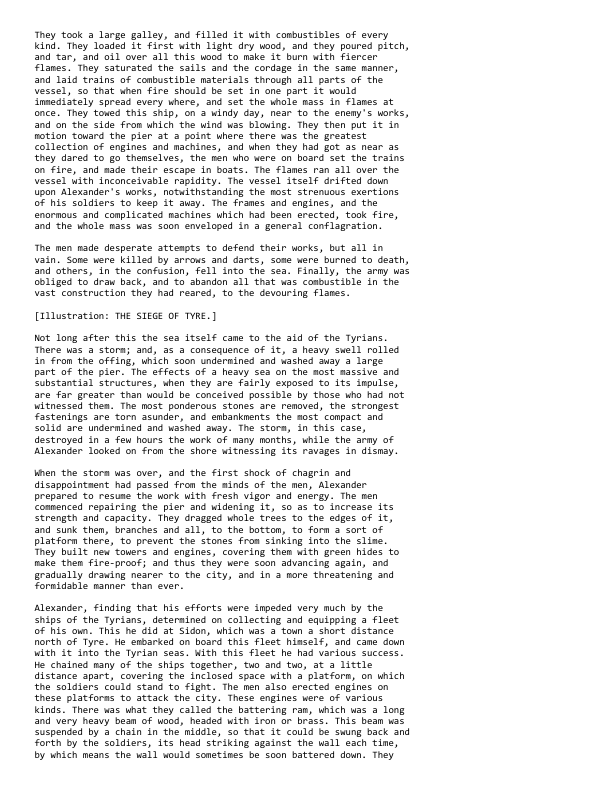 They took a large galley, and filled it with combustibles of every
kind. They loaded it first with light dry wood, and they poured pitch,
and tar, and oil over all this wood to make it burn with fiercer
flames. They saturated the sails and the cordage in the same manner,
and laid trains of combustible materials through all parts of the
vessel, so that when fire should be set in one part it would
immediately spread every where, and set the whole mass in flames at
once. They towed this ship, on a windy day, near to the enemy's works,
and on the side from which the wind was blowing. They then put it in
motion toward the pier at a point where there was the greatest
collection of engines and machines, and when they had got as near as
they dared to go themselves, the men who were on board set the trains
on fire, and made their escape in boats. The flames ran all over the
vessel with inconceivable rapidity. The vessel itself drifted down
upon Alexander's works, notwithstanding the most strenuous exertions
of his soldiers to keep it away. The frames and engines, and the
enormous and complicated machines which had been erected, took fire,
and the whole mass was soon enveloped in a general conflagration.
The men made desperate attempts to defend their works, but all in
vain. Some were killed by arrows and darts, some were burned to death,
and others, in the confusion, fell into the sea. Finally, the army was
obliged to draw back, and to abandon all that was combustible in the
vast construction they had reared, to the devouring flames.
[Illustration: THE SIEGE OF TYRE.]
Not long after this the sea itself came to the aid of the Tyrians.
There was a storm; and, as a consequence of it, a heavy swell rolled
in from the offing, which soon undermined and washed away a large
part of the pier. The effects of a heavy sea on the most massive and
substantial structures, when they are fairly exposed to its impulse,
are far greater than would be conceived possible by those who had not
witnessed them. The most ponderous stones are removed, the strongest
fastenings are torn asunder, and embankments the most compact and
solid are undermined and washed away. The storm, in this case,
destroyed in a few hours the work of many months, while the army of
Alexander looked on from the shore witnessing its ravages in dismay.
When the storm was over, and the first shock of chagrin and
disappointment had passed from the minds of the men, Alexander
prepared to resume the work with fresh vigor and energy. The men
commenced repairing the pier and widening it, so as to increase its
strength and capacity. They dragged whole trees to the edges of it,
and sunk them, branches and all, to the bottom, to form a sort of
platform there, to prevent the stones from sinking into the slime.
They built new towers and engines, covering them with green hides to
make them fire-proof; and thus they were soon advancing again, and
gradually drawing nearer to the city, and in a more threatening and
formidable manner than ever.
Alexander, finding that his efforts were impeded very much by the
ships of the Tyrians, determined on collecting and equipping a fleet
of his own. This he did at Sidon, which was a town a short distance
north of Tyre. He embarked on board this fleet himself, and came down
with it into the Tyrian seas. With this fleet he had various success.
He chained many of the ships together, two and two, at a little
distance apart, covering the inclosed space with a platform, on which
the soldiers could stand to fight. The men also erected engines on
these platforms to attack the city. These engines were of various
kinds. There was what they called the battering ram, which was a long
and very heavy beam of wood, headed with iron or brass. This beam was
suspended by a chain in the middle, so that it could be swung back and
forth by the soldiers, its head striking against the wall each time,
by which means the wall would sometimes be soon battered down. They